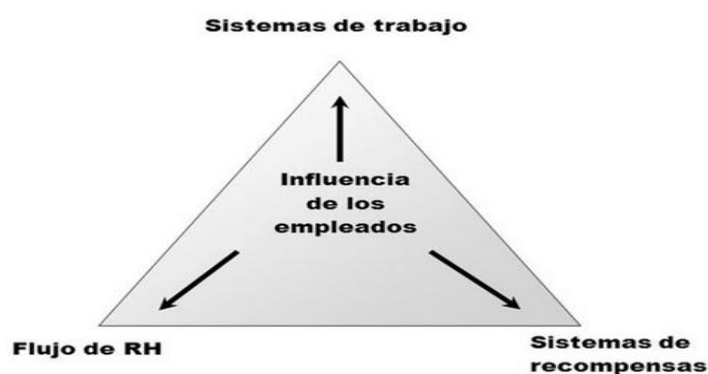 Sistemas de trabajo
Influencia
de los
empleados
Flujo de RH
Sistemas de
recompensas